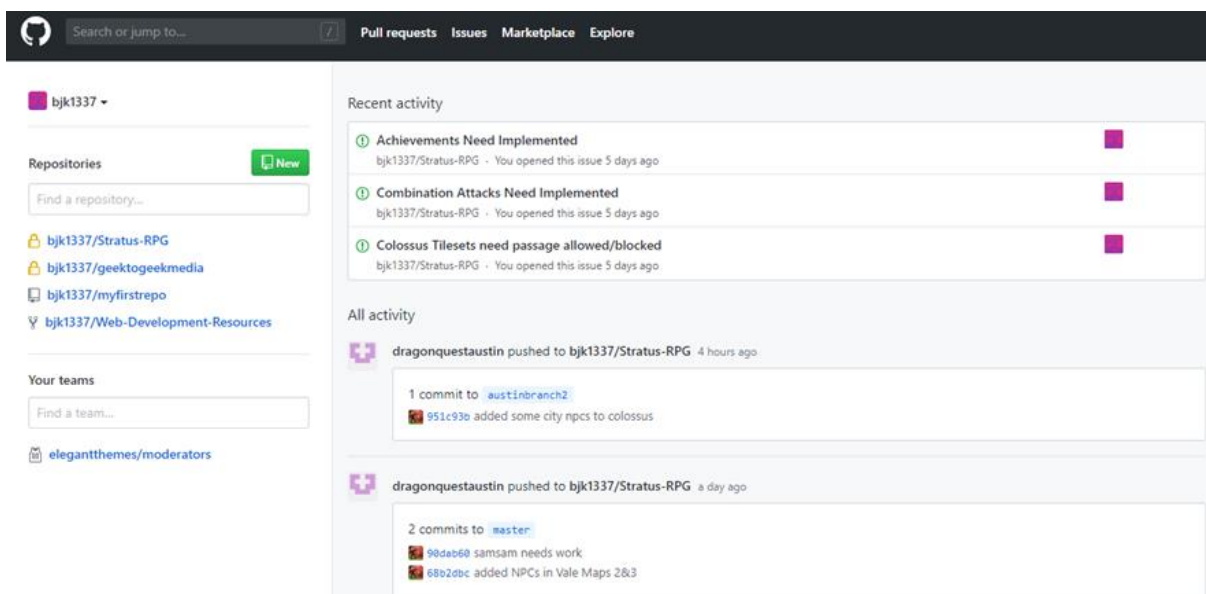 Search or jump to... /
Pull requests Issues Marketplace Explore
bjk1337
Repositories New
Find a repository...
bjk1337/Stratus-RPG
bjk1337/geektogeekmedia
bjk1337/myfirstrepo
bjk1337/Web-Development-Resources
Your teams
Find a team...
elegantthemes/moderators
Recent activity
Achievements Need Implemented
bjk1337/Stratus-RPG · You opened this issue 5 days ago
Combination Attacks Need Implemented
bjk1337/Stratus-RPG · You opened this issue 5 days ago
Colossus Tilesets need passage allowed/blocked
bjk1337/Stratus-RPG · You opened this issue 5 days ago
All activity
dragonquestaustin pushed to bjk1337/Stratus-RPG 4 hours ago
1 commit to austinbranch2
951c93b added some city npcs to colossus
dragonquestaustin pushed to bjk1337/Stratus-RPG a day ago
2 commits to master
90dab60 samsam needs work
68b2dbc added NPCs in Vale Maps 2&3